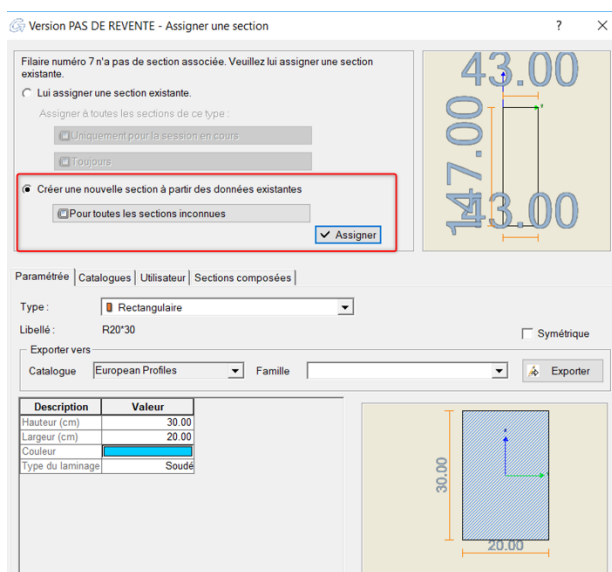 Version PAS DE REVENTE - Assigner une section
?
Filaire numéro 7 n'a pas de section associée. Veuillez lui assigner une section
existante.
Lui assigner une section existante.
Assigner à toutes les sections de ce type :
Uniquement pour la session en cours
Toujours
Créer une nouvelle section à partir des données existantes
Pour toutes les sections inconnues
Assigner
43.00
147.00
43.00
Paramétrée Catalogues Utilisateur Sections composées
Type : Rectangulaire
Libellé : R20*30
Symétrique
Exporter vers
Catalogue European Profiles Famille Exporter
Description Valeur
Hauteur (cm) 30.00
Largeur (cm) 20.00
Couleur
Type du laminage Soudé
30.00
20.00